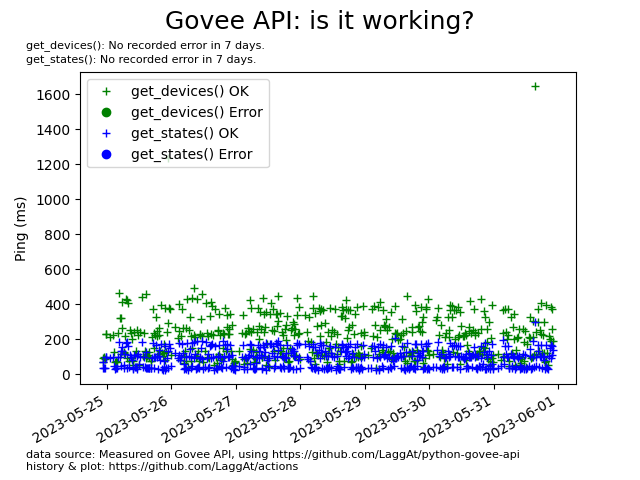 Govee API: is it working?
get_devices(): No recorded error in 7 days.
get_states(): No recorded error in 7 days.
get_devices() OK
get_devices() Error
get_states() OK
get_states() Error
Ping (ms)
1600
1400
1200
1000
800
600
400
200
0
2023-05-25
2023-05-26
2023-05-27
2023-05-28
2023-05-29
2023-05-30
2023-05-31
2023-06-01
data source: Measured on Govee API, using https://github.com/LaggAt/python-govee-api
history & plot: https://github.com/LaggAt/actions